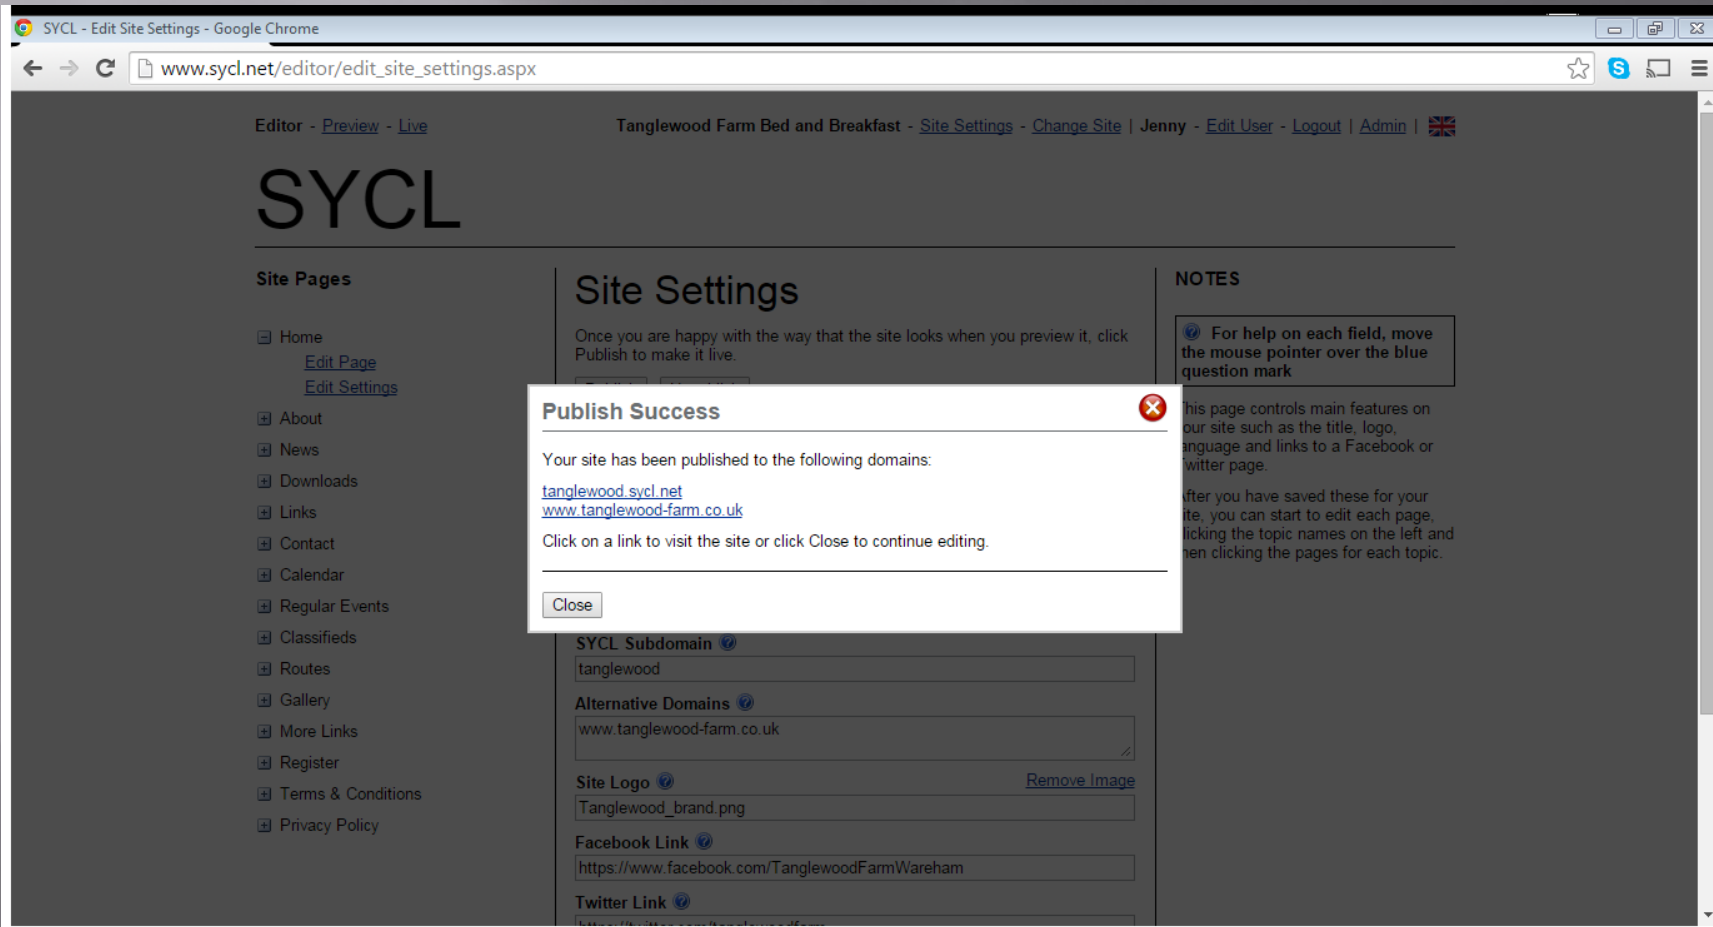 SYCL - Edit Site Settings - Google Chrome
www.sycl.net/editor/edit_site_settings.aspx
Editor - Preview - Live
Tanglewood Farm Bed and Breakfast - Site Settings - Change Site | Jenny - Edit User - Logout | Admin |
SYCL
Site Pages
Home
Edit Page
Edit Settings
About
News
Downloads
Links
Contact
Calendar
Regular Events
Classifieds
Routes
Gallery
More Links
Register
Terms & Conditions
Privacy Policy
Site Settings
Once you are happy with the way that the site looks when you preview it, click
Publish to make it live.
Publish Success
Your site has been published to the following domains:
tanglewood.sycl.net
www.tanglewood-farm.co.uk
Click on a link to visit the site or click Close to continue editing.
Close
SYCL Subdomain
tanglewood
Alternative Domains
www.tanglewood-farm.co.uk
Site Logo
Remove Image
Tanglewood_brand.png
Facebook Link
https://www.facebook.com/TanglewoodFarmWareham
Twitter Link
NOTES
For help on each field, move
the mouse pointer over the blue
question mark
This page controls main features on
your site such as the title, logo,
language and links to a Facebook or
Twitter page.
After you have saved these for your
site, you can start to edit each page,
clicking the topic names on the left and
then clicking the pages for each topic.